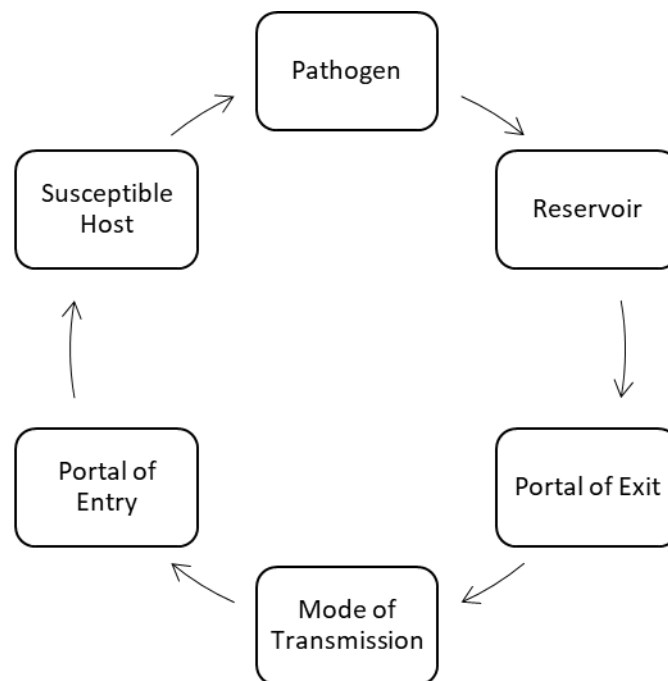 Pathogen
Reservoir
Portal of Exit
Mode of
Transmission
Portal of
Entry
Susceptible
Host